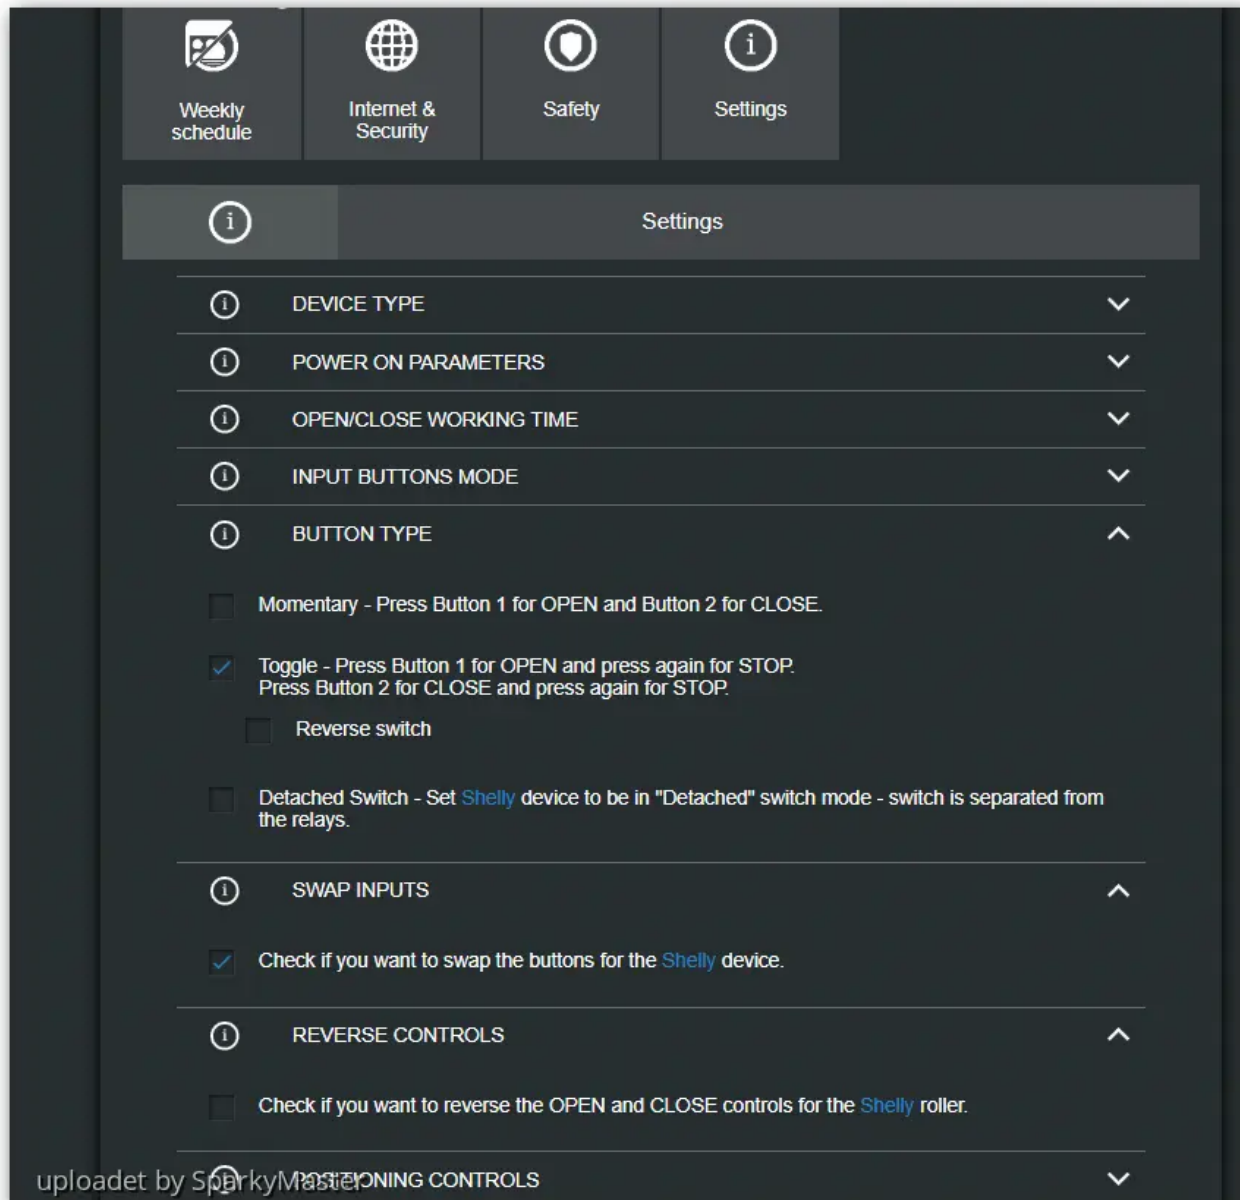 Weekly
schedule
Internet &
Security
Safety
Settings
Settings
DEVICE TYPE
POWER ON PARAMETERS
OPEN/CLOSE WORKING TIME
INPUT BUTTONS MODE
BUTTON TYPE
Momentary - Press Button 1 for OPEN and Button 2 for CLOSE.
Toggle - Press Button 1 for OPEN and press again for STOP.
Press Button 2 for CLOSE and press again for STOP.
Reverse switch
Detached Switch - Set Shelly device to be in "Detached" switch mode - switch is separated from
the relays.
SWAP INPUTS
Check if you want to swap the buttons for the Shelly device.
REVERSE CONTROLS
Check if you want to reverse the OPEN and CLOSE controls for the Shelly roller.
POSITIONING CONTROLS
uploadet by SparkyMaster